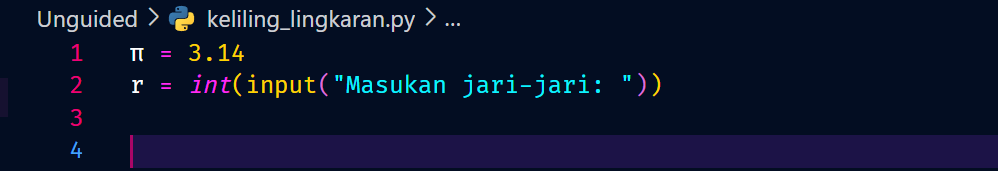 Unguided > keliling_lingkaran.py > ...
1 π = 3.14
2 r = int(input("Masukan jari-jari: "))
3
4